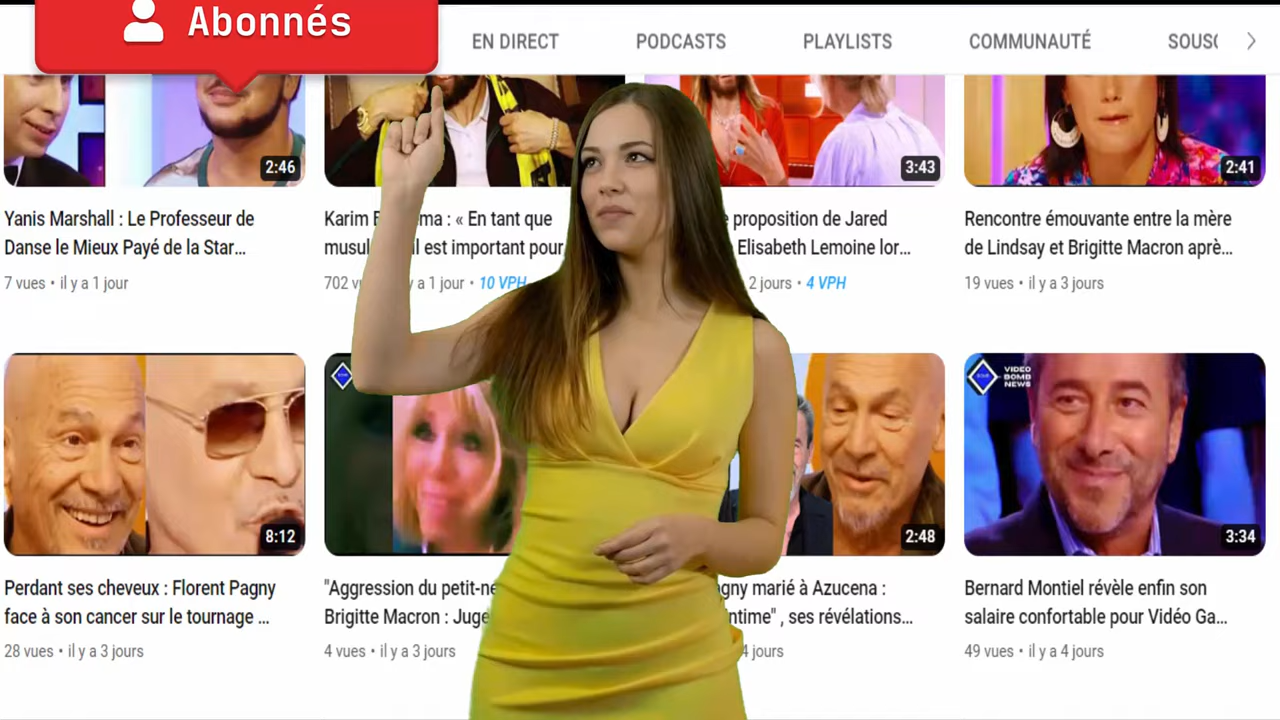 Abonnés
EN DIRECT
PODCASTS
PLAYLISTS
COMMUNAUTÉ
2:46
3:43
2:41
Yanis Marshall : Le Professeur de
Danse le Mieux Payé de la Star...
7 vues • il y a 1 jour
Karim : « En tant que
il est important pour
702 a 1 jour • 10 VPH
proposition de Jared
Elisabeth Lemoine lor...
2 jours • 4 VPH
Rencontre émouvante entre la mère
de Lindsay et Brigitte Macron aprè...
19 vues • il y a 3 jours
8:12
2:48
VIDEO
BOMB
NEWS
3:34
Perdant ses cheveux : Florent Pagny
face à son cancer sur le tournage ...
28 vues • il y a 3 jours
"Aggression du petit-ne
Brigitte Macron : Juge
4 vues • il y a 3 jours
marié à Azucena :
ntime" , ses révélations...
4 jours
Bernard Montiel révèle enfin son
salaire confortable pour Vidéo Ga...
49 vues • il y a 4 jours